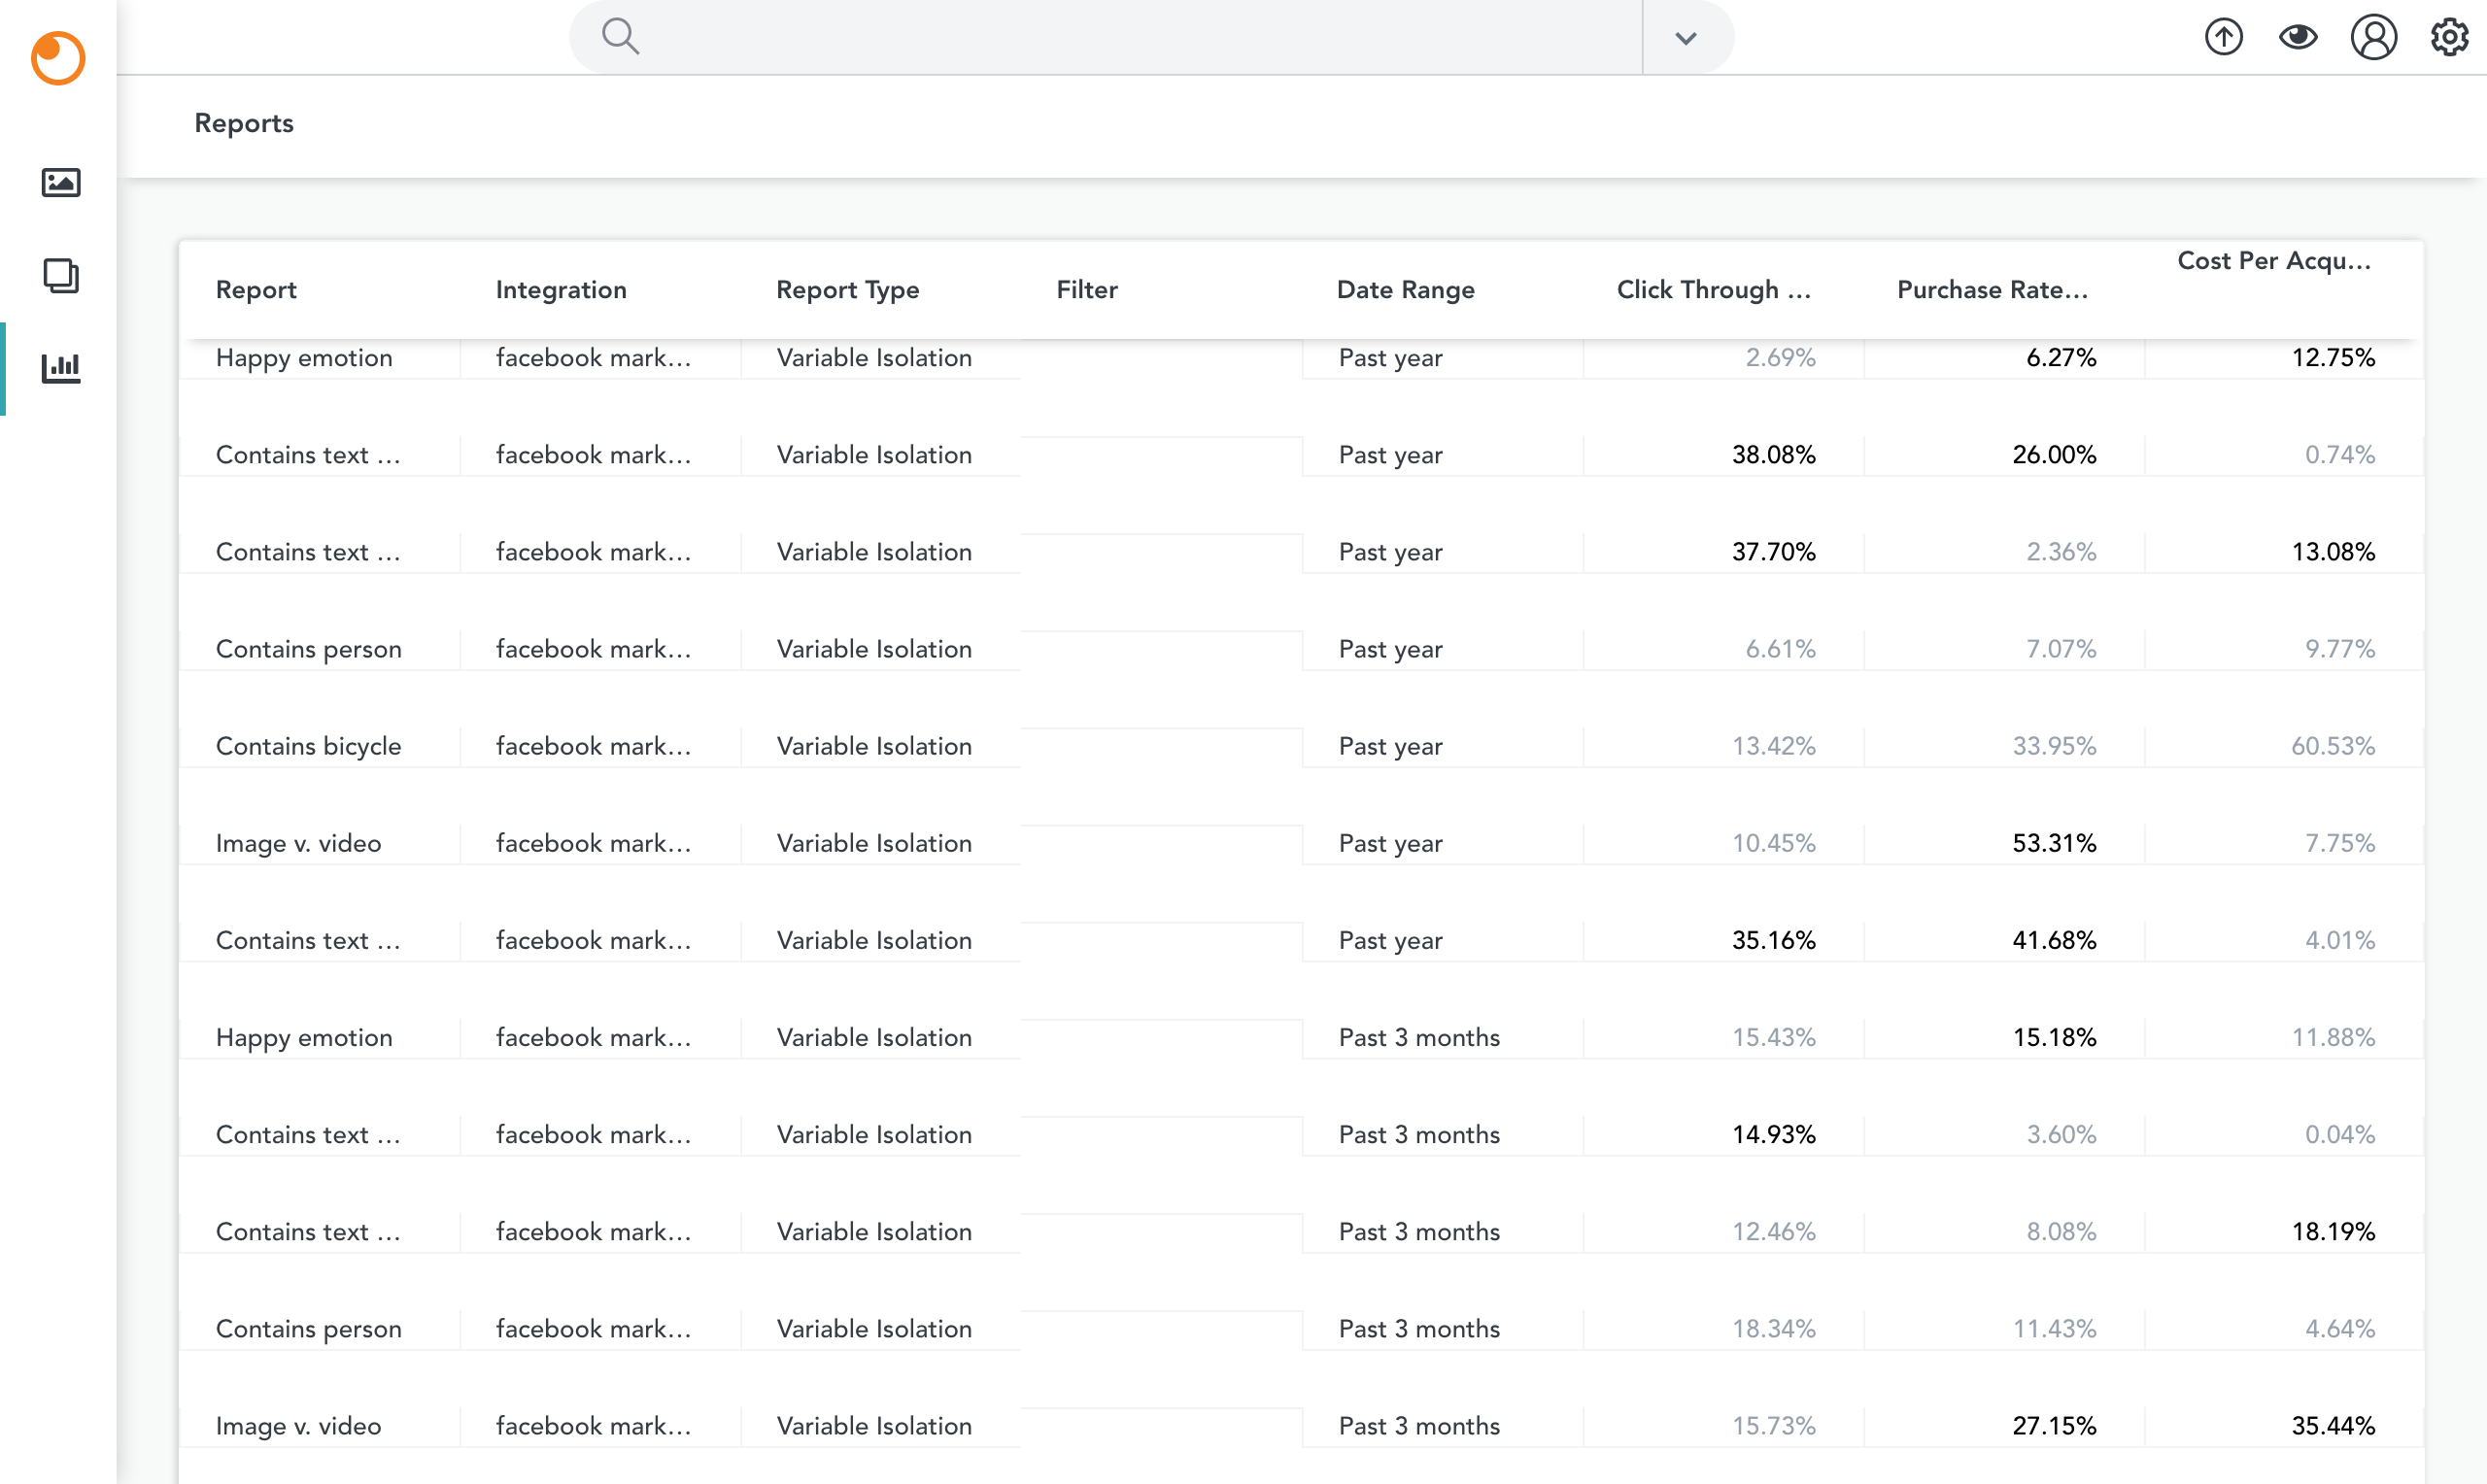 Reports
Report Integration Report Type Filter Date Range Click Through ... Purchase Rate... Cost Per Acqu...
Happy emotion facebook mark... Variable Isolation Past year 2.69% 6.27% 12.75%
Contains text ... facebook mark... Variable Isolation Past year 38.08% 26.00% 0.74%
Contains text ... facebook mark... Variable Isolation Past year 37.70% 2.36% 13.08%
Contains person facebook mark... Variable Isolation Past year 6.61% 7.07% 9.77%
Contains bicycle facebook mark... Variable Isolation Past year 13.42% 33.95% 60.53%
Image v. video facebook mark... Variable Isolation Past year 10.45% 53.31% 7.75%
Contains text ... facebook mark... Variable Isolation Past year 35.16% 41.68% 4.01%
Happy emotion facebook mark... Variable Isolation Past 3 months 15.43% 15.18% 11.88%
Contains text ... facebook mark... Variable Isolation Past 3 months 14.93% 3.60% 0.04%
Contains text ... facebook mark... Variable Isolation Past 3 months 12.46% 8.08% 18.19%
Contains person facebook mark... Variable Isolation Past 3 months 18.34% 11.43% 4.64%
Image v. video facebook mark... Variable Isolation Past 3 months 15.73% 27.15% 35.44%